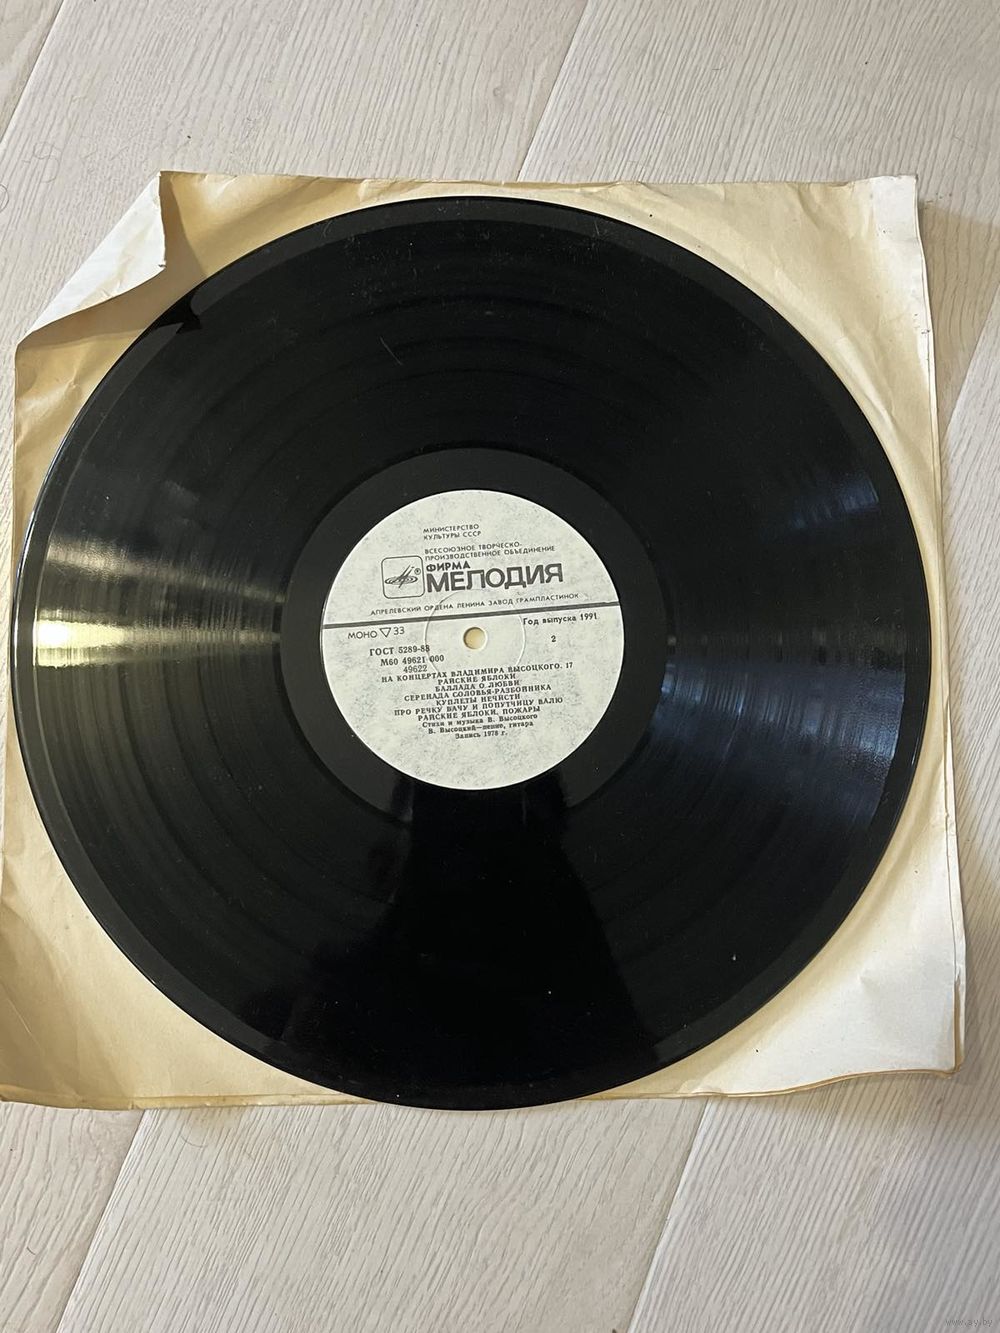 МИНИСТЕРСТВО
КУЛЬТУРЫ СССР
ВСЕСОЮЗНОЕ ТВОРЧЕСКО-
ПРОИЗВОДСТВЕННОЕ ОБЪЕДИНЕНИЕ
®
ФИРМА
МЕЛОДИЯ
АПРЕЛЕВСКИЙ ОРДЕНА ЛЕНИНА ЗАВОД ГРАМПЛАСТИНОК
МОНО 33
Год выпуска 1991
ГОСТ 5289-88
2
М60 49621 000
49622
НА КОНЦЕРТАХ ВЛАДИМИРА ВЫСОЦКОГО. 17
РАЙСКИЕ ЯБЛОКИ
БАЛЛАДА О ЛЮБВИ
СЕРЕНАДА СОЛОВЬЯ-РАЗБОЙНИКА
КУПЛЕТЫ НЕЧИСТИ
ПРО РЕЧКУ ВАЧУ И ПОПУТЧИЦУ ВАЛЮ
РАЙСКИЕ ЯБЛОКИ, ПОЖАРЫ
Стихи и музыка В. Высоцкого
В. Высоцкий—пение, гитара
Запись 1978 г.
www.ay.by